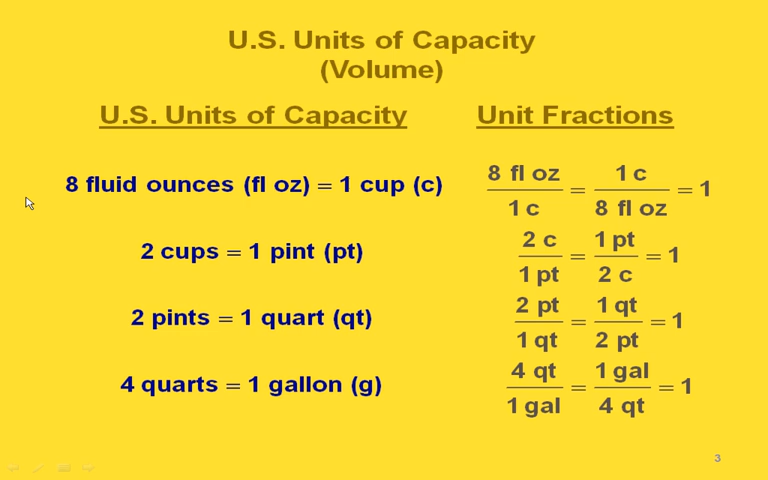 U.S. Units of Capacity
(Volume)
U.S. Units of Capacity
Unit Fractions
8 fluid ounces (fl oz) = 1 cup (c)
8 fl oz / 1 c = 1 c / 8 fl oz = 1
2 cups = 1 pint (pt)
2 c / 1 pt = 1 pt / 2 c = 1
2 pints = 1 quart (qt)
2 pt / 1 qt = 1 qt / 2 pt = 1
4 quarts = 1 gallon (g)
4 qt / 1 gal = 1 gal / 4 qt = 1
3